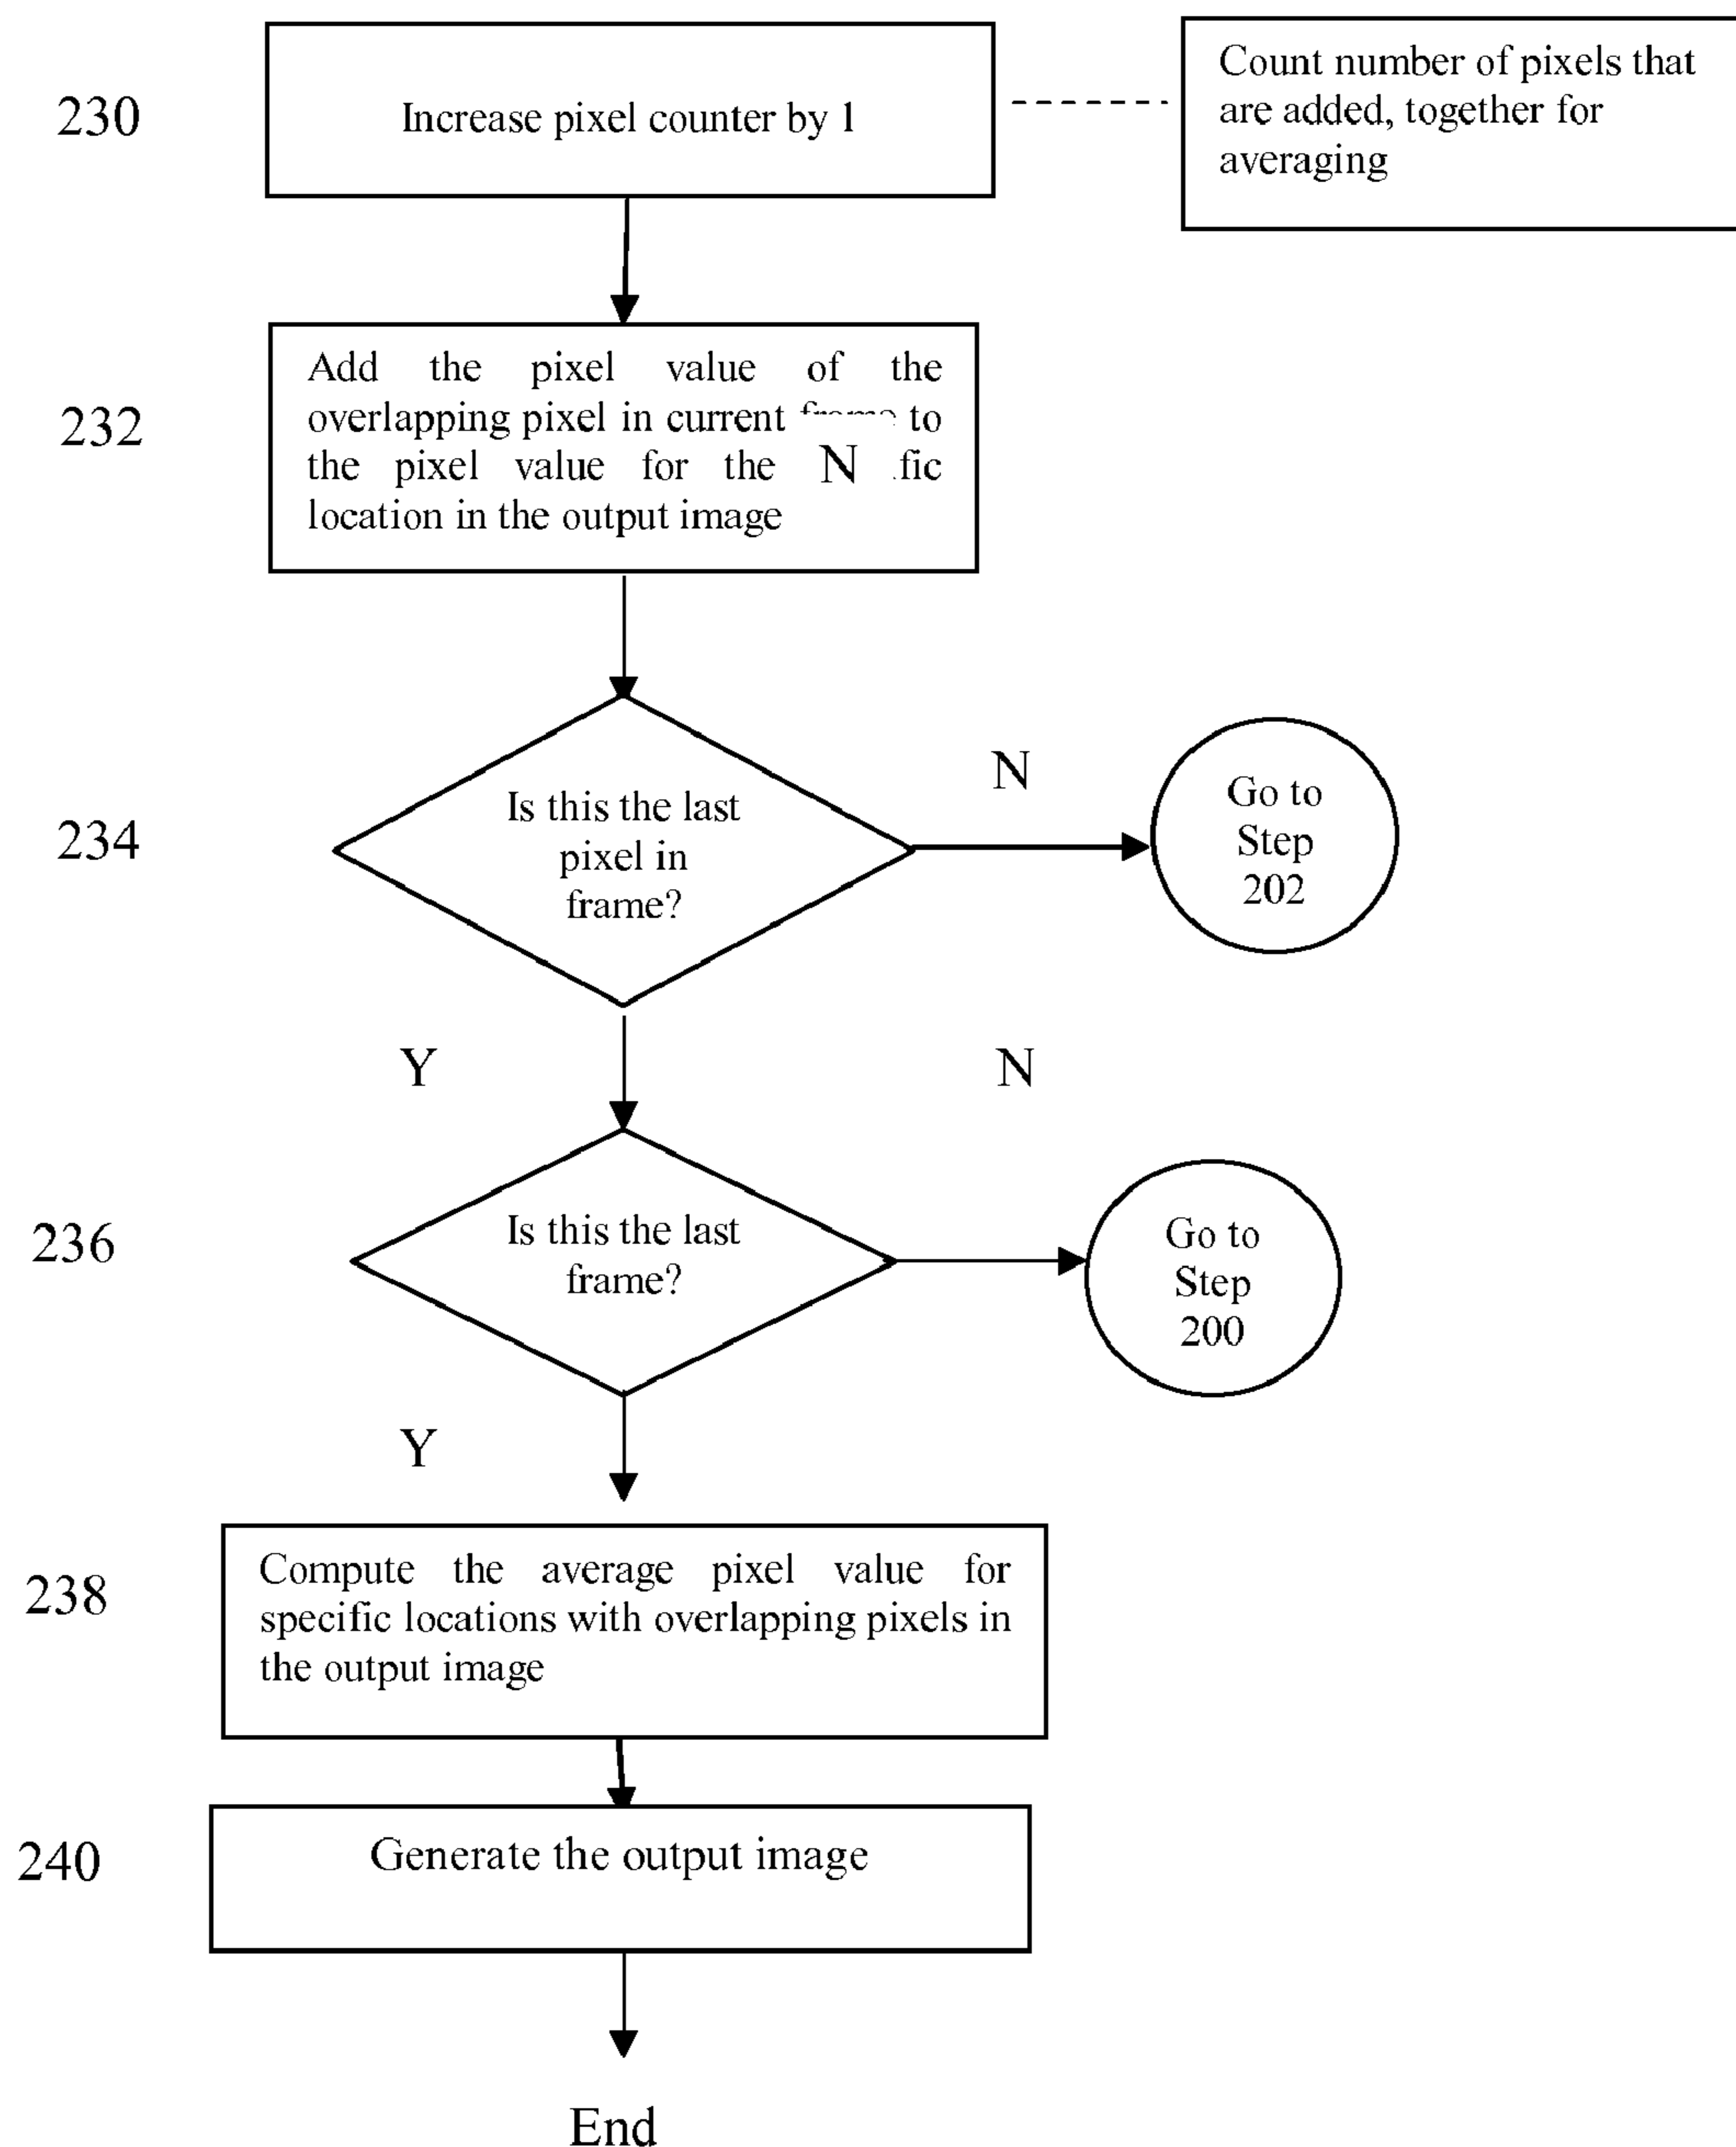 230
Increase pixel counter by 1
Count number of pixels that
are added, together for
averaging
232
Add the pixel value of the
overlapping pixel in current to
the pixel value for the N
location in the output image
234
Is this the last
pixel in
frame?
N
Go to
Step
202
Y
N
236
Is this the last
frame?
Go to
Step
200
Y
238
Compute the average pixel value for
specific locations with overlapping pixels in
the output image
240
Generate the output image
End